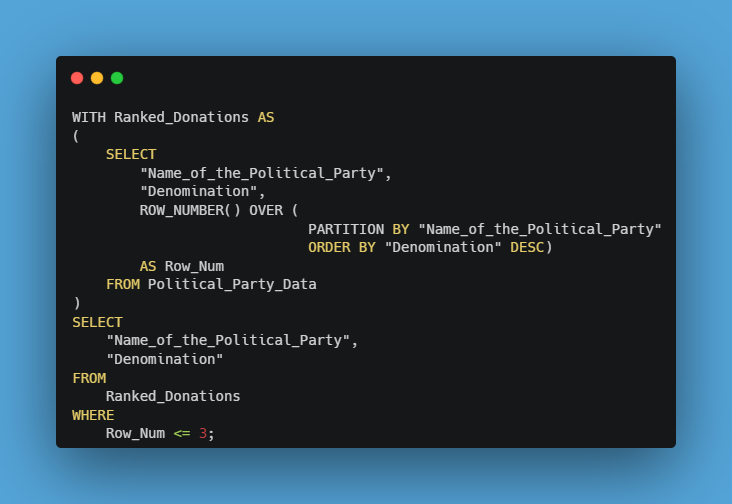 WITH Ranked_Donations AS
(
    SELECT
        "Name_of_the_Political_Party",
        "Denomination",
        ROW_NUMBER() OVER (
                            PARTITION BY "Name_of_the_Political_Party"
                            ORDER BY "Denomination" DESC)
        AS Row_Num
    FROM Political_Party_Data
)
SELECT
    "Name_of_the_Political_Party",
    "Denomination"
FROM
    Ranked_Donations
WHERE
    Row_Num <= 3;